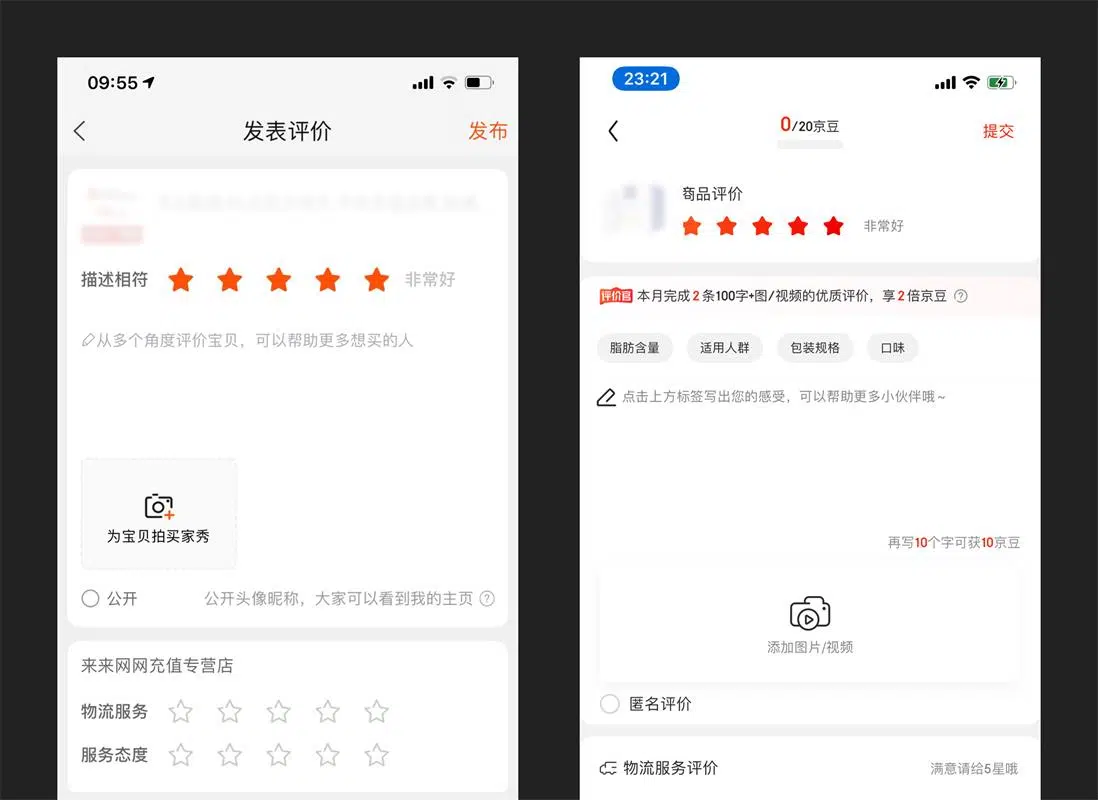 09:55
发表评价
发布
描述相符
非常好
从多个角度评价宝贝，可以帮助更多想买的人
为宝贝拍买家秀
公开
公开头像昵称，大家可以看到我的主页 ?
来来网网充值专营店
物流服务
服务态度
23:21
0/20京豆
提交
商品评价
非常好
评价官 本月完成2条100字+图/视频的优质评价，享2倍京豆 ?
脂肪含量 适用人群 包装规格 口味
点击上方标签写出您的感受，可以帮助更多小伙伴哦~
再写10个字可获10京豆
添加图片/视频
匿名评价
物流服务评价
满意请给5星哦